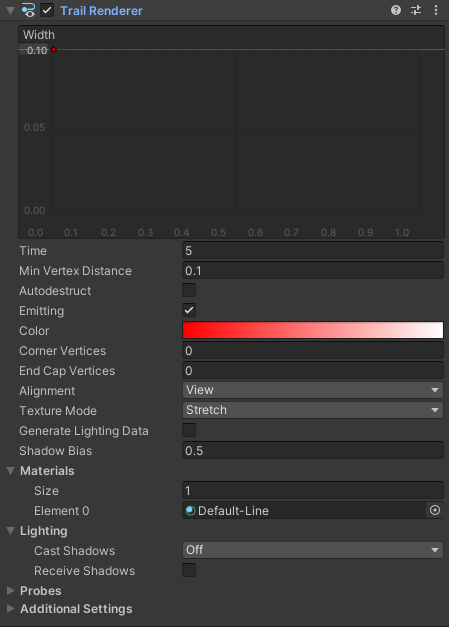 Trail Renderer
Width
0.10
0.05
0.00
0.0 0.1 0.2 0.3 0.4 0.5 0.6 0.7 0.8 0.9 1.0
Time 5
Min Vertex Distance 0.1
Autodestruct
Emitting
Color
Corner Vertices 0
End Cap Vertices 0
Alignment View
Texture Mode Stretch
Generate Lighting Data
Shadow Bias 0.5
Materials
Size 1
Element 0 Default-Line
Lighting
Cast Shadows Off
Receive Shadows
Probes
Additional Settings